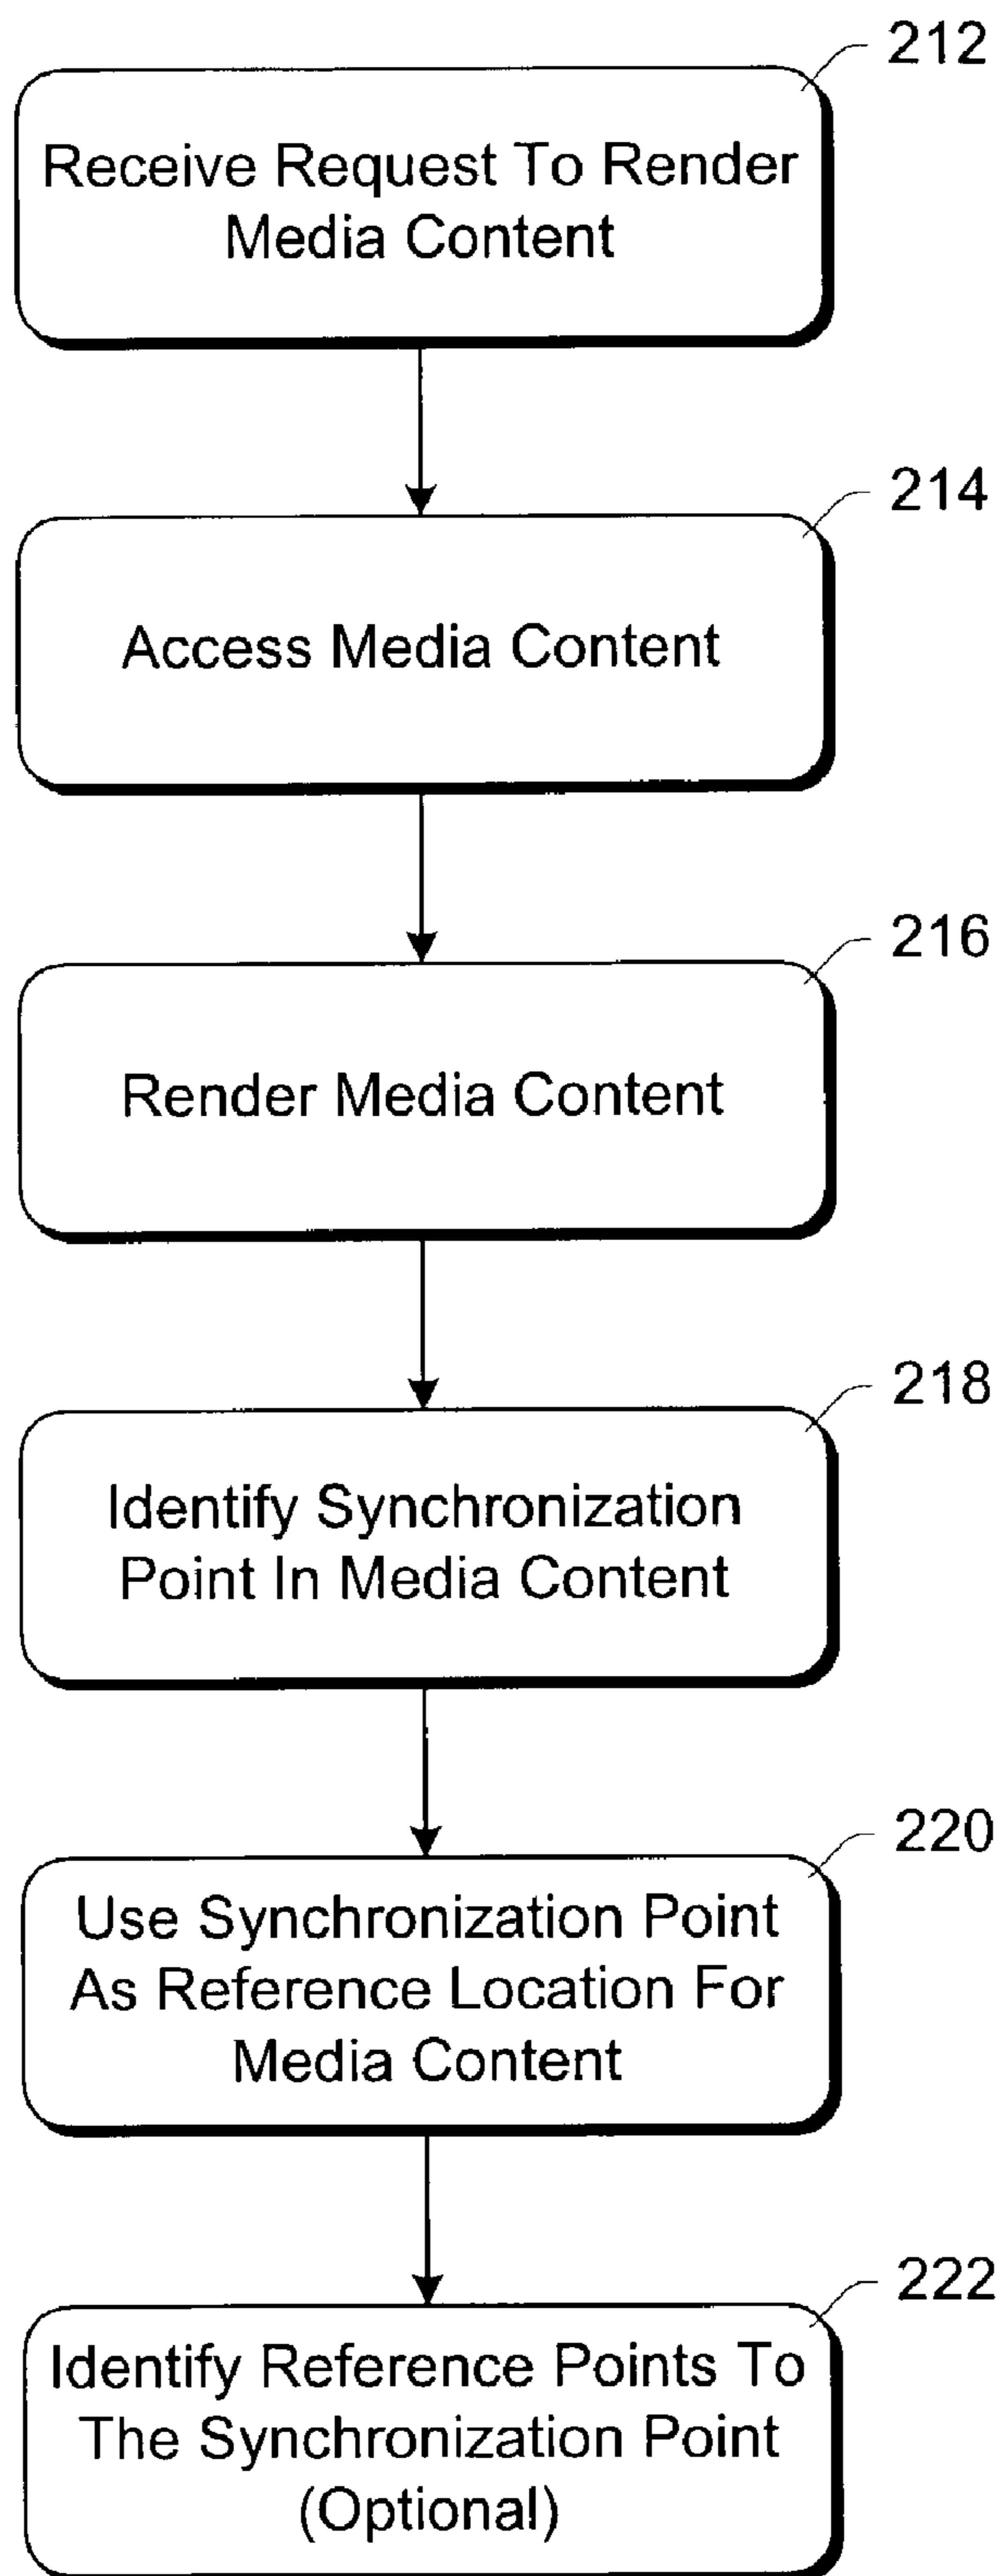 212
Receive Request To Render
Media Content
214
Access Media Content
216
Render Media Content
218
Identify Synchronization
Point In Media Content
220
Use Synchronization Point
As Reference Location For
Media Content
222
Identify Reference Points To
The Synchronization Point
(Optional)